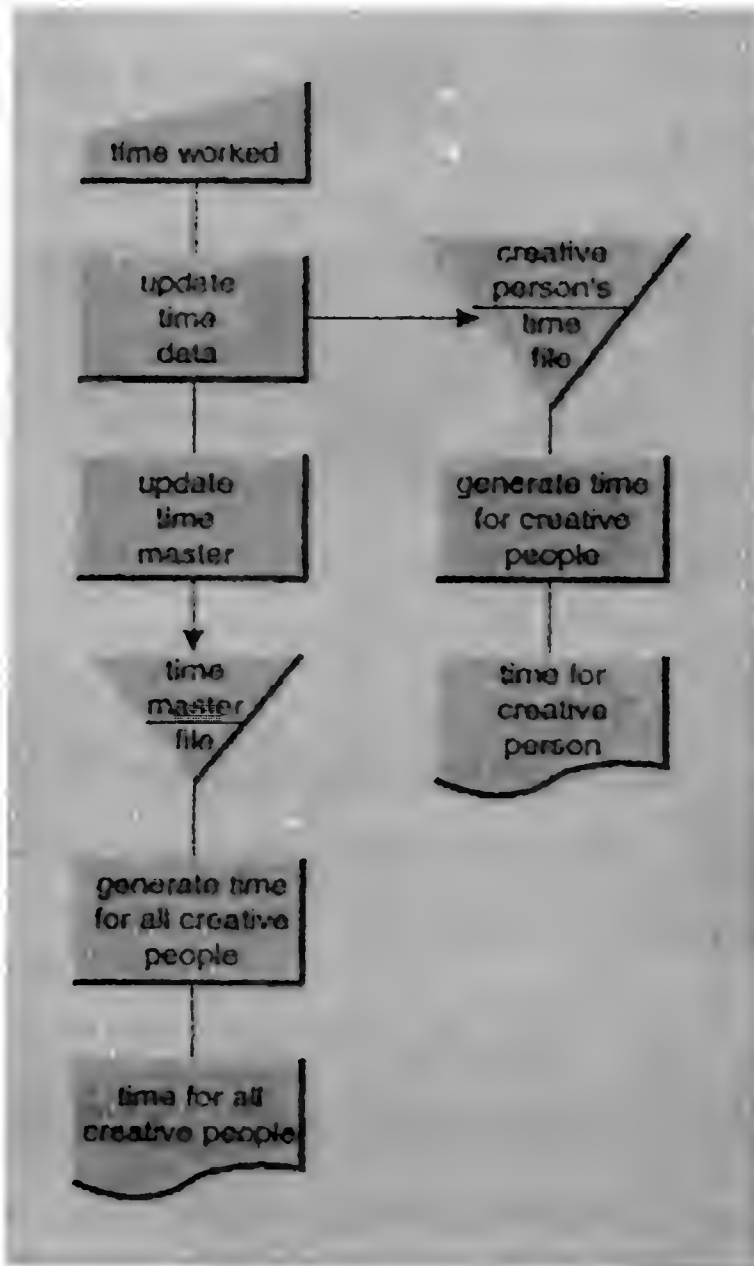 time worked
update
time
data
creative
person's
time
file
update
time
master
generate time
for creative
people
time
master
file
time for
creative
person
generate time
for all creative
people
time for all
creative people